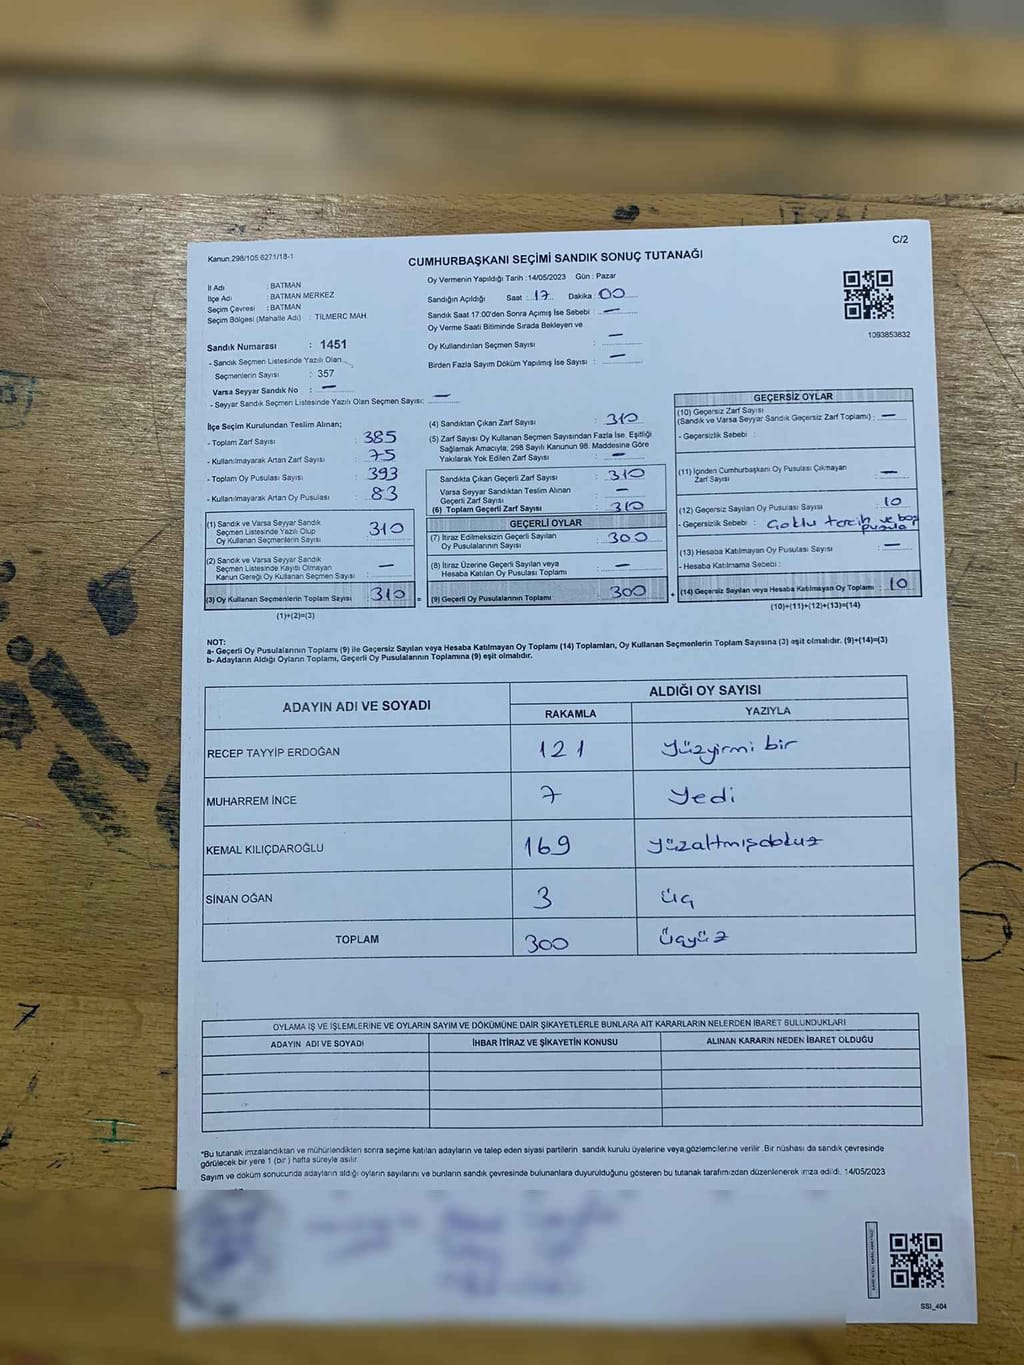 Kanun:298/105 6271/18-1
C/2
CUMHURBAŞKANI SEÇİMİ SANDIK SONUÇ TUTANAĞI
Oy Vermenin Yapıldığı Tarih :14/05/2023 Gün : Pazar
İl Adı : BATMAN
İlçe Adı : BATMAN MERKEZ
Seçim Çevresi : BATMAN
Seçim Bölgesi (Mahalle Adı) : TILMERC MAH.
Sandığın Açıldığı Saat : 17 Dakika : 00
Sandık Saat 17:00'den Sonra Açımış İse Sebebi : —
Oy Verme Saati Bitiminde Sırada Bekleyen ve
Oy Kullandırılan Seçmen Sayısı : —
Birden Fazla Sayım Döküm Yapılmış İse Sayısı : —
1093853832
Sandık Numarası : 1451
- Sandık Seçmen Listesinde Yazılı Olan
Seçmenlerin Sayısı : 357
Varsa Seyyar Sandık No : —
- Seyyar Sandık Seçmen Listesinde Yazılı Olan Seçmen Sayısı: —
İlçe Seçim Kurulundan Teslim Alınan;
- Toplam Zarf Sayısı : 385
- Kullanılmayarak Artan Zarf Sayısı : 75
- Toplam Oy Pusulası Sayısı : 393
- Kullanılmayarak Artan Oy Pusulası : 83
(1) Sandık ve Varsa Seyyar Sandık
Seçmen Listesinde Yazılı Olup
Oy Kullanan Seçmenlerin Sayısı 310
(2) Sandık ve Varsa Seyyar Sandık
Seçmen Listesinde Kayıtlı Olmayan
Kanun Gereği Oy Kullanan Seçmen Sayısı —
(3) Oy Kullanan Seçmenlerin Toplam Sayısı 310
(1)+(2)=(3)
(4) Sandıktan Çıkan Zarf Sayısı : 310
(5) Zarf Sayısı Oy Kullanan Seçmen Sayısından Fazla İse, Eşitliği
Sağlamak Amacıyla; 298 Sayılı Kanunun 98. Maddesine Göre
Yakılarak Yok Edilen Zarf Sayısı : —
Sandıkta Çıkan Geçerli Zarf Sayısı : 310
Varsa Seyyar Sandıktan Teslim Alınan
Geçerli Zarf Sayısı : —
(6) Toplam Geçerli Zarf Sayısı : 310
GEÇERLİ OYLAR
(7) İtiraz Edilmeksizin Geçerli Sayılan
Oy Pusulalarının Sayısı : 300
(8) İtiraz Üzerine Geçerli Sayılan veya
Hesaba Katılan Oy Pusulası Toplamı : —
(9) Geçerli Oy Pusulalarının Toplamı 300
GEÇERSİZ OYLAR
(10) Geçersiz Zarf Sayısı
(Sandık ve Varsa Seyyar Sandık Geçersiz Zarf Toplamı) : —
- Geçersizlik Sebebi :
(11) İçinden Cumhurbaşkanı Oy Pusulası Çıkmayan
Zarf Sayısı : —
(12) Geçersiz Sayılan Oy Pusulası Sayısı : 10
- Geçersizlik Sebebi : Çoklu tercih ve boş pusula
(13) Hesaba Katılmayan Oy Pusulası Sayısı : —
- Hesaba Katılmama Sebebi :
(14) Geçersiz Sayılan veya Hesaba Katılmayan Oy Toplamı : 10
(10)+(11)+(12)+(13)=(14)
NOT:
a- Geçerli Oy Pusulalarının Toplamı (9) ile Geçersiz Sayılan veya Hesaba Katılmayan Oy Toplamı (14) Toplamları, Oy Kullanan Seçmenlerin Toplam Sayısına (3) eşit olmalıdır. (9)+(14)=(3)
b- Adayların Aldığı Oyların Toplamı, Geçerli Oy Pusulalarının Toplamına (9) eşit olmalıdır.
ADAYIN ADI VE SOYADI
ALDIĞI OY SAYISI
RAKAMLA YAZIYLA
RECEP TAYYİP ERDOĞAN 121 yüzyirmi bir
MUHARREM İNCE 7 yedi
KEMAL KILIÇDAROĞLU 169 yüzaltmışdokuz
SİNAN OĞAN 3 üç
TOPLAM 300 üçyüz
OYLAMA İŞ VE İŞLEMLERİNE VE OYLARIN SAYIM VE DÖKÜMÜNE DAİR ŞİKAYETLERLE BUNLARA AİT KARARLARIN NELERDEN İBARET BULUNDUKLARI
ADAYIN ADI VE SOYADI İHBAR İTİRAZ VE ŞİKAYETİN KONUSU ALINAN KARARIN NEDEN İBARET OLDUĞU
*Bu tutanak imzalandıktan ve mühürlendikten sonra seçime katılan adayların ve talep eden siyasi partilerin sandık kurulu üyelerine veya gözlemcilerine verilir. Bir nüshası da sandık çevresinde
görülecek bir yere 1 (bir ) hafta süreyle asılır.
Sayım ve döküm sonucunda adayların aldığı oyların sayılarını ve bunların sandık çevresinde bulunanlara duyurulduğunu gösteren bu tutanak tarafımızdan düzenlenerek imza edildi. 14/05/2023
SSI_404